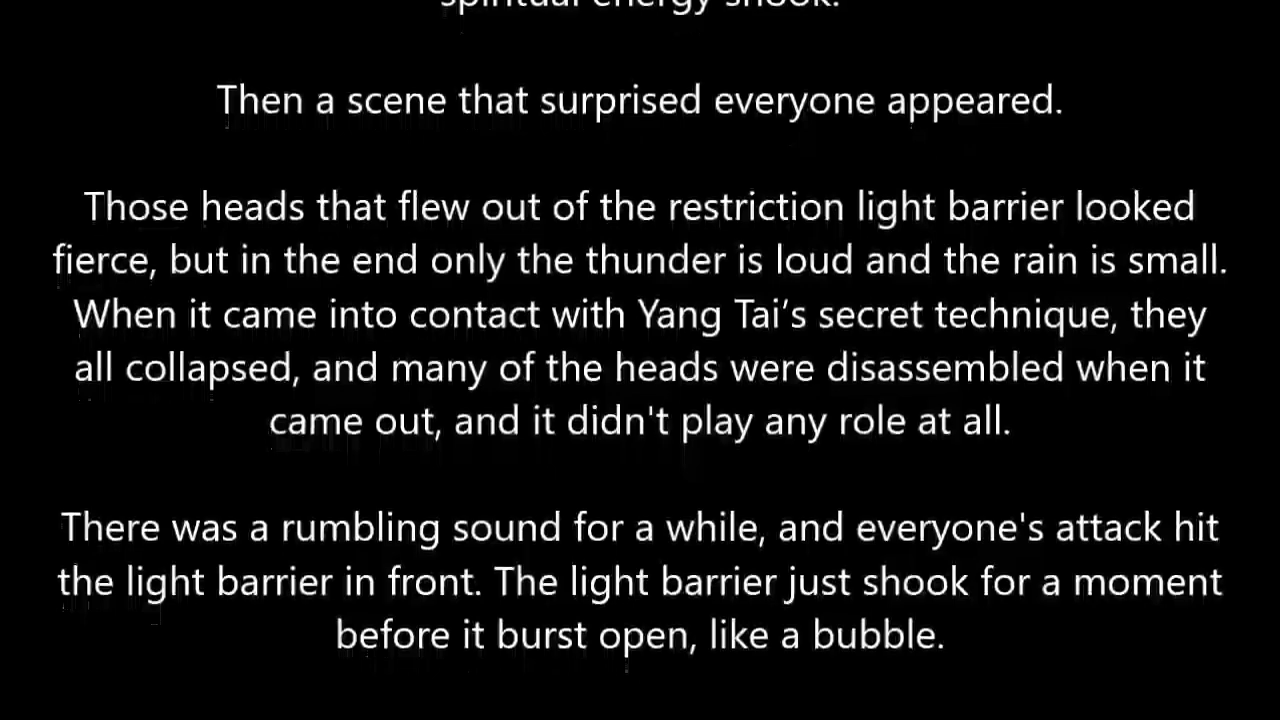 spiritual energy shook.
Then a scene that surprised everyone appeared.
Those heads that flew out of the restriction light barrier looked
fierce, but in the end only the thunder is loud and the rain is small.
When it came into contact with Yang Tai’s secret technique, they
all collapsed, and many of the heads were disassembled when it
came out, and it didn't play any role at all.
There was a rumbling sound for a while, and everyone's attack hit
the light barrier in front. The light barrier just shook for a moment
before it burst open, like a bubble.